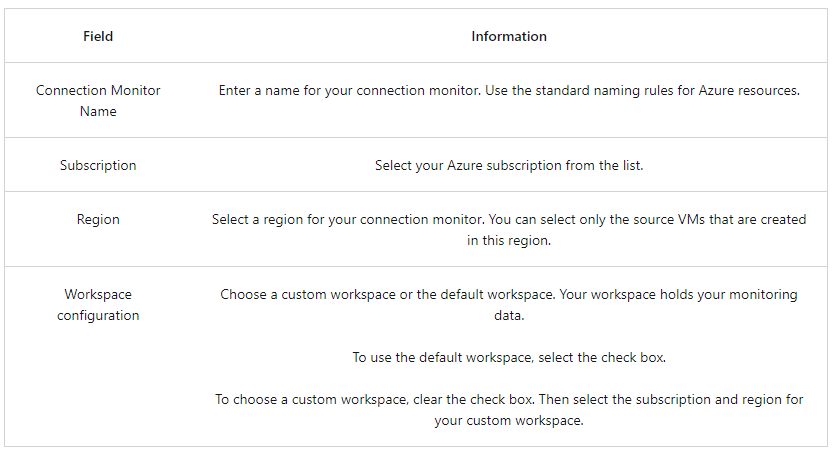 Field
Information
Connection Monitor
Name
Enter a name for your connection monitor. Use the standard naming rules for Azure resources.
Subscription
Select your Azure subscription from the list.
Region
Select a region for your connection monitor. You can select only the source VMs that are created
in this region.
Workspace
configuration
Choose a custom workspace or the default workspace. Your workspace holds your monitoring
data.
To use the default workspace, select the check box.
To choose a custom workspace, clear the check box. Then select the subscription and region for
your custom workspace.